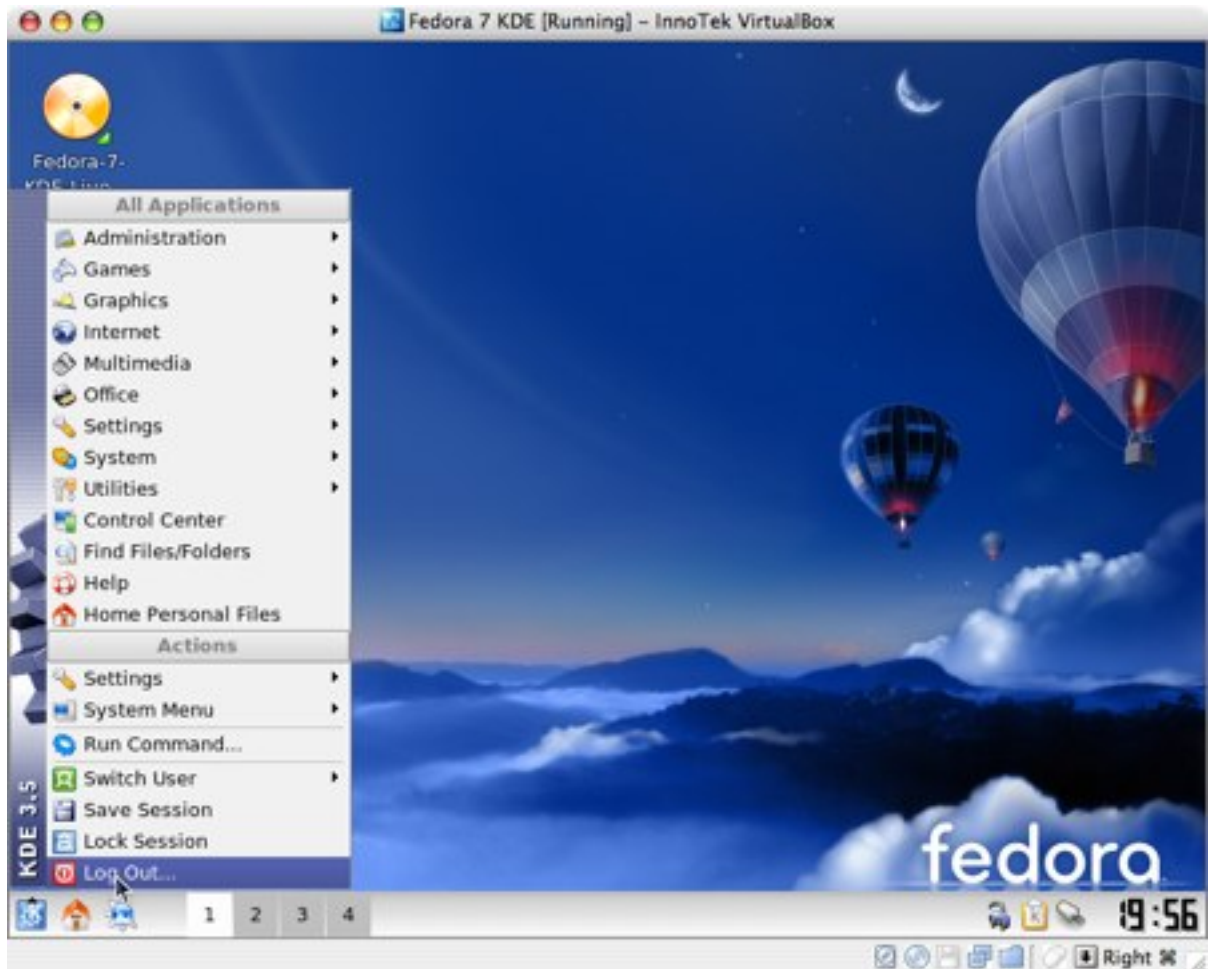 Fedora 7 KDE [Running] – InnoTek VirtualBox
Fedora-7-
KDE-Live...
All Applications
Administration
Games
Graphics
Internet
Multimedia
Office
Settings
System
Utilities
Control Center
Find Files/Folders
Help
Home Personal Files
Actions
Settings
System Menu
Run Command...
Switch User
Save Session
Lock Session
Log Out...
KDE 3.5
fedora
1 2 3 4
19:56
Right ⌘